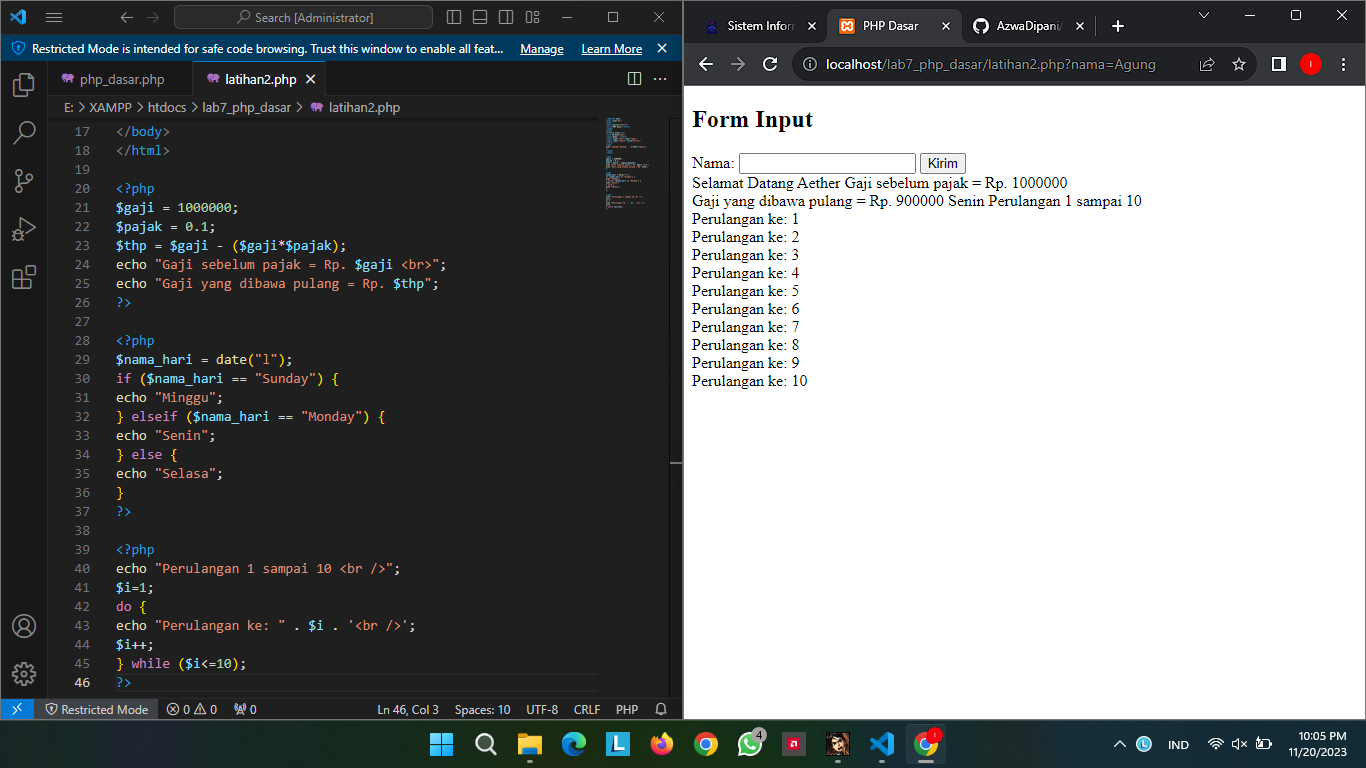 Search [Administrator]
Restricted Mode is intended for safe code browsing. Trust this window to enable all feat... Manage Learn More
php_dasar.php latihan2.php
E: > XAMPP > htdocs > lab7_php_dasar > latihan2.php
17 </body>
18 </html>
19
20 <?php
21 $gaji = 1000000;
22 $pajak = 0.1;
23 $thp = $gaji - ($gaji*$pajak);
24 echo "Gaji sebelum pajak = Rp. $gaji <br>";
25 echo "Gaji yang dibawa pulang = Rp. $thp";
26 ?>
27
28 <?php
29 $nama_hari = date("l");
30 if ($nama_hari == "Sunday") {
31 echo "Minggu";
32 } elseif ($nama_hari == "Monday") {
33 echo "Senin";
34 } else {
35 echo "Selasa";
36 }
37 ?>
38
39 <?php
40 echo "Perulangan 1 sampai 10 <br />";
41 $i=1;
42 do {
43 echo "Perulangan ke: " . $i . '<br />';
44 $i++;
45 } while ($i<=10);
46 ?>
Restricted Mode 0 0 0 Ln 46, Col 3 Spaces: 10 UTF-8 CRLF PHP
Sistem Inform PHP Dasar AzwaDipani/
localhost/lab7_php_dasar/latihan2.php?nama=Agung
Form Input
Nama: Kirim
Selamat Datang Aether Gaji sebelum pajak = Rp. 1000000
Gaji yang dibawa pulang = Rp. 900000 Senin Perulangan 1 sampai 10
Perulangan ke: 1
Perulangan ke: 2
Perulangan ke: 3
Perulangan ke: 4
Perulangan ke: 5
Perulangan ke: 6
Perulangan ke: 7
Perulangan ke: 8
Perulangan ke: 9
Perulangan ke: 10
4
IND
10:05 PM
11/20/2023